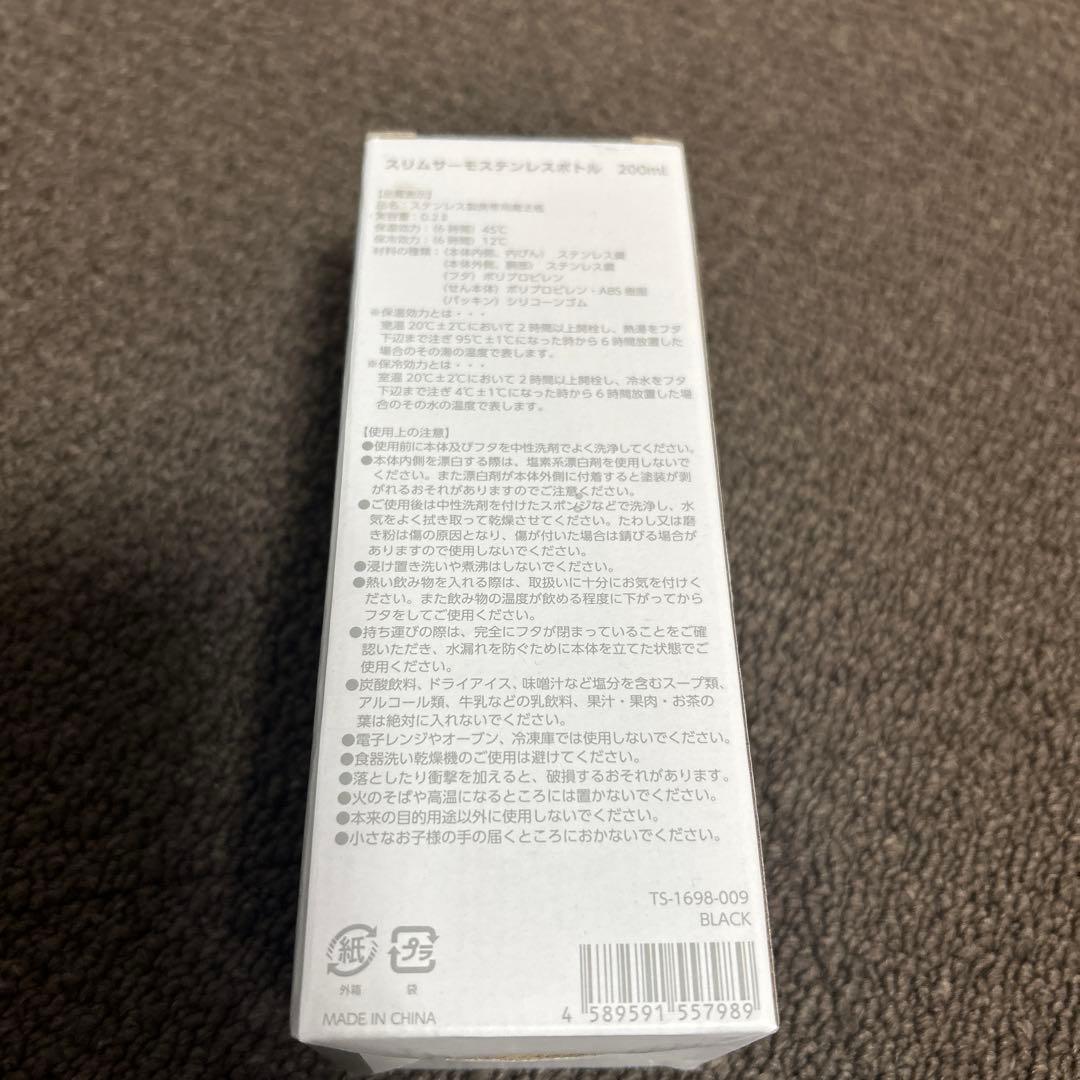 スリムサーモステンレスボトル 200mL
【品質表示】
品名：ステンレス製携帯用魔法瓶
実容量：0.2ℓ
保温効力：（6時間） 45℃
保冷効力：（6時間） 12℃
材料の種類：（本体内側、内びん） ステンレス鋼
（本体外側、胴部） ステンレス鋼
（フタ）ポリプロピレン
（せん本体）ポリプロピレン・ABS樹脂
（パッキン）シリコーンゴム
※保温効力とは・・・
室温20℃±2℃において2時間以上開栓し、熱湯をフタ
下辺まで注ぎ95℃±1℃になった時から6時間放置した
場合のその湯の温度で表します。
※保冷効力とは・・・
室温20℃±2℃において2時間以上開栓し、冷水をフタ
下辺まで注ぎ4℃±1℃になった時から6時間放置した場
合のその水の温度で表します。
【使用上の注意】
●使用前に本体及びフタを中性洗剤でよく洗浄してください。
●本体内側を漂白する際は、塩素系漂白剤を使用しないで
ください。また漂白剤が本体外側に付着すると塗装が剥
がれるおそれがありますのでご注意ください。
●ご使用後は中性洗剤を付けたスポンジなどで洗浄し、水
気をよく拭き取って乾燥させてください。たわし又は磨
き粉は傷の原因となり、傷が付いた場合は錆びる場合が
ありますので使用しないでください。
●浸け置き洗いや煮沸はしないでください。
●熱い飲み物を入れる際は、取扱いに十分にお気を付けく
ださい。また飲み物の温度が飲める程度に下がってから
フタをしてご使用ください。
●持ち運びの際は、完全にフタが閉まっていることをご確
認いただき、水漏れを防ぐために本体を立てた状態でご
使用ください。
●炭酸飲料、ドライアイス、味噌汁など塩分を含むスープ類、
アルコール類、牛乳などの乳飲料、果汁・果肉・お茶の
葉は絶対に入れないでください。
●電子レンジやオーブン、冷凍庫では使用しないでください。
●食器洗い乾燥機のご使用は避けてください。
●落としたり衝撃を加えると、破損するおそれがあります。
●火のそばや高温になるところには置かないでください。
●本来の目的用途以外に使用しないでください。
●小さなお子様の手の届くところにおかないでください。
TS-1698-009
BLACK
紙 プラ
外箱 袋
MADE IN CHINA
4 589591 557989